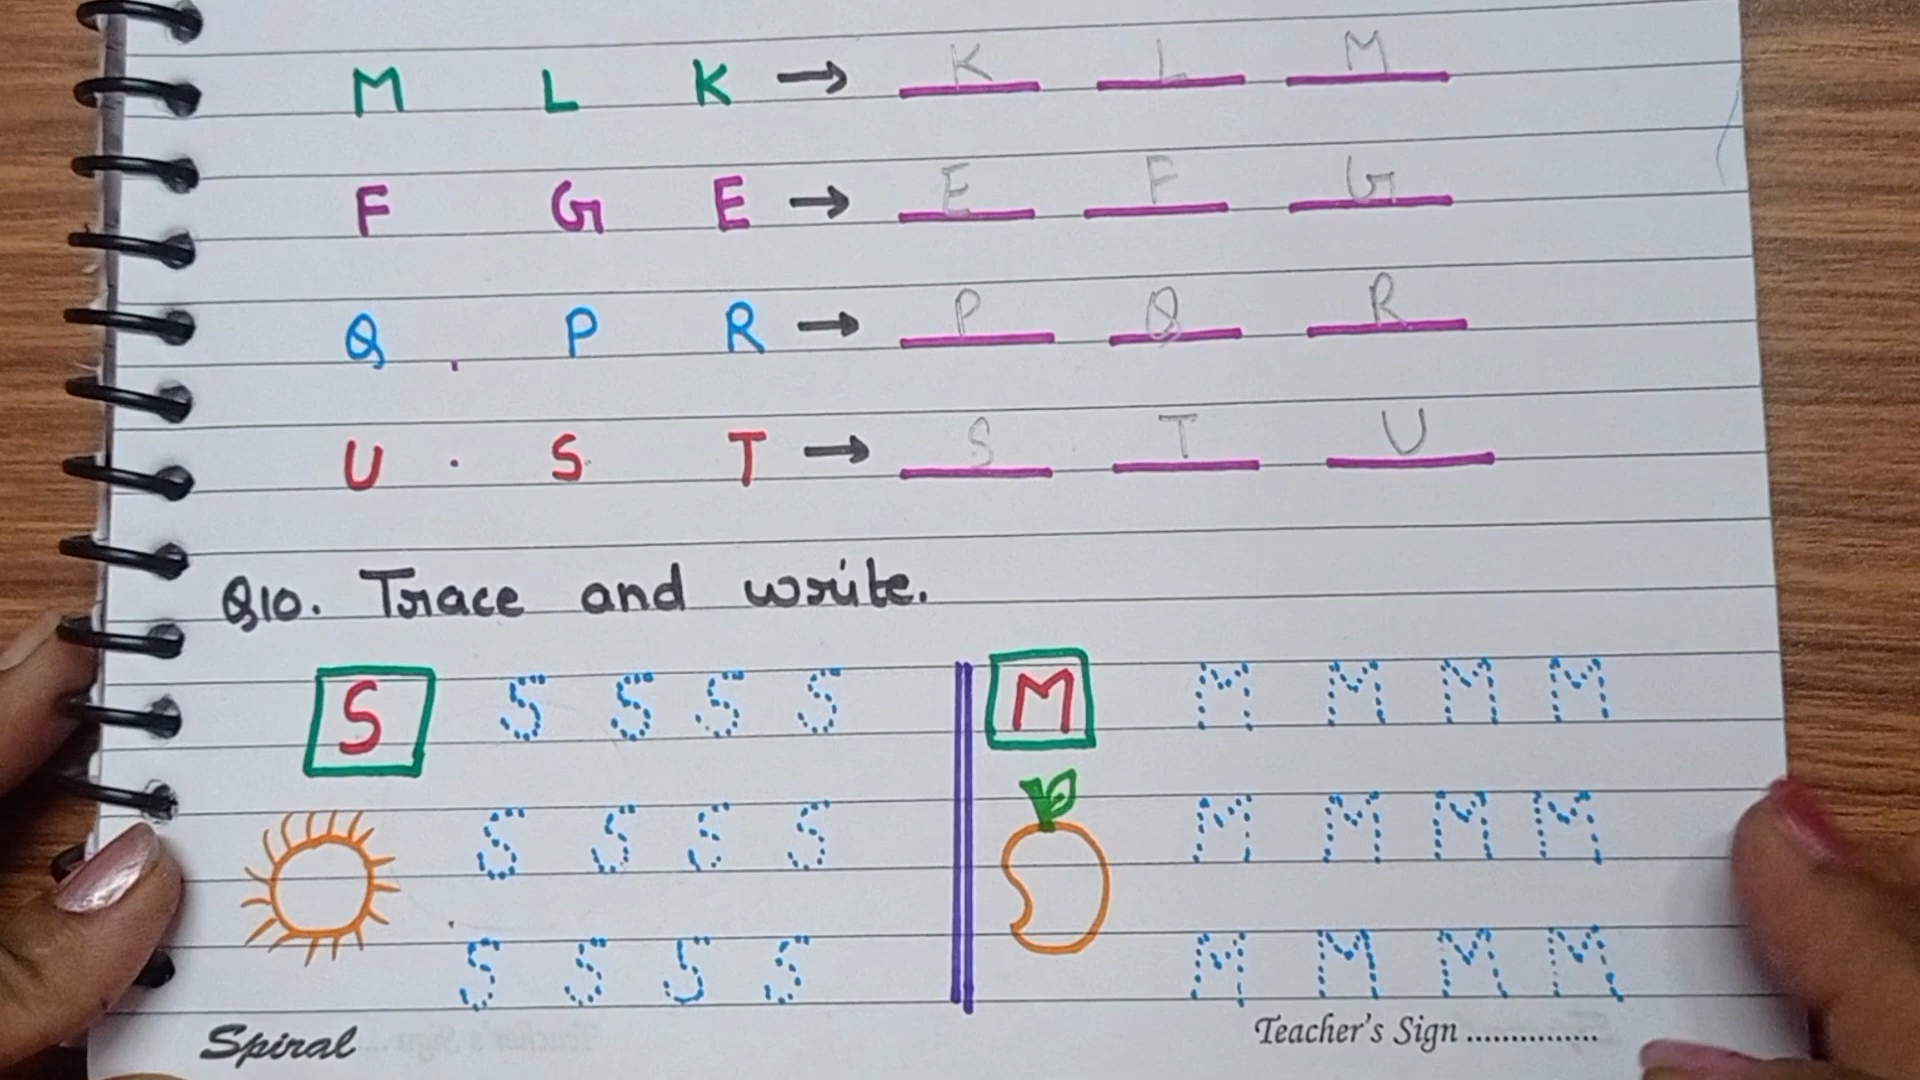 M L K → K L M
F G E → E F G
Q P R → P Q R
U S T → S T U
Q10. Trace and write.
S S S S S
M M M M M
S S S S
M M M M
S S S S
M M M M
Spiral
Teacher's Sign ...............